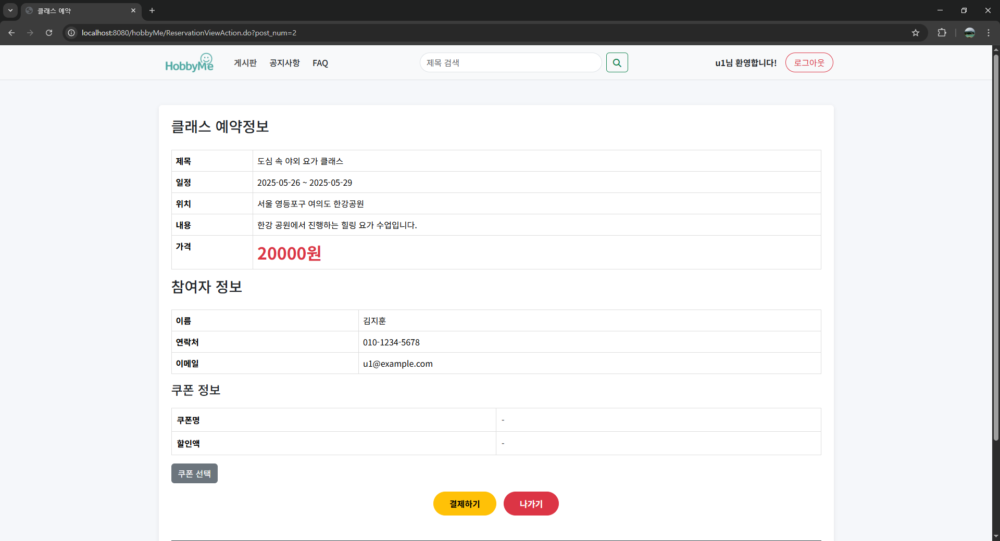 클래스 예약
localhost:8080/hobbyMe/ReservationViewAction.do?post_num=2
HobbyMe 게시판 공지사항 FAQ 제목 검색 u1님 환영합니다! 로그아웃
클래스 예약정보
제목 도심 속 야외 요가 클래스
일정 2025-05-26 ~ 2025-05-29
위치 서울 영등포구 여의도 한강공원
내용 한강 공원에서 진행하는 힐링 요가 수업입니다.
가격 20000원
참여자 정보
이름 김지훈
연락처 010-1234-5678
이메일 u1@example.com
쿠폰 정보
쿠폰명 -
할인액 -
쿠폰 선택
결제하기 나가기